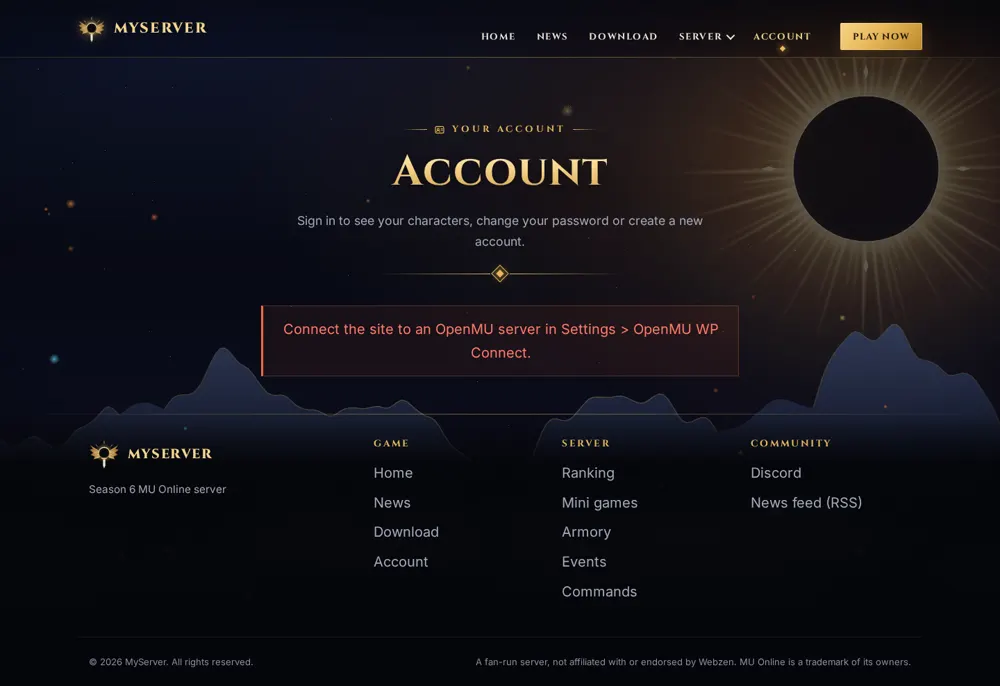 MYSERVER
HOME NEWS DOWNLOAD SERVER ACCOUNT PLAY NOW
YOUR ACCOUNT
ACCOUNT
Sign in to see your characters, change your password or create a new
account.
Connect the site to an OpenMU server in Settings > OpenMU WP
Connect.
MYSERVER
Season 6 MU Online server
GAME
Home
News
Download
Account
SERVER
Ranking
Mini games
Armory
Events
Commands
COMMUNITY
Discord
News feed (RSS)
© 2026 MyServer. All rights reserved.
A fan-run server, not affiliated with or endorsed by Webzen. MU Online is a trademark of its owners.